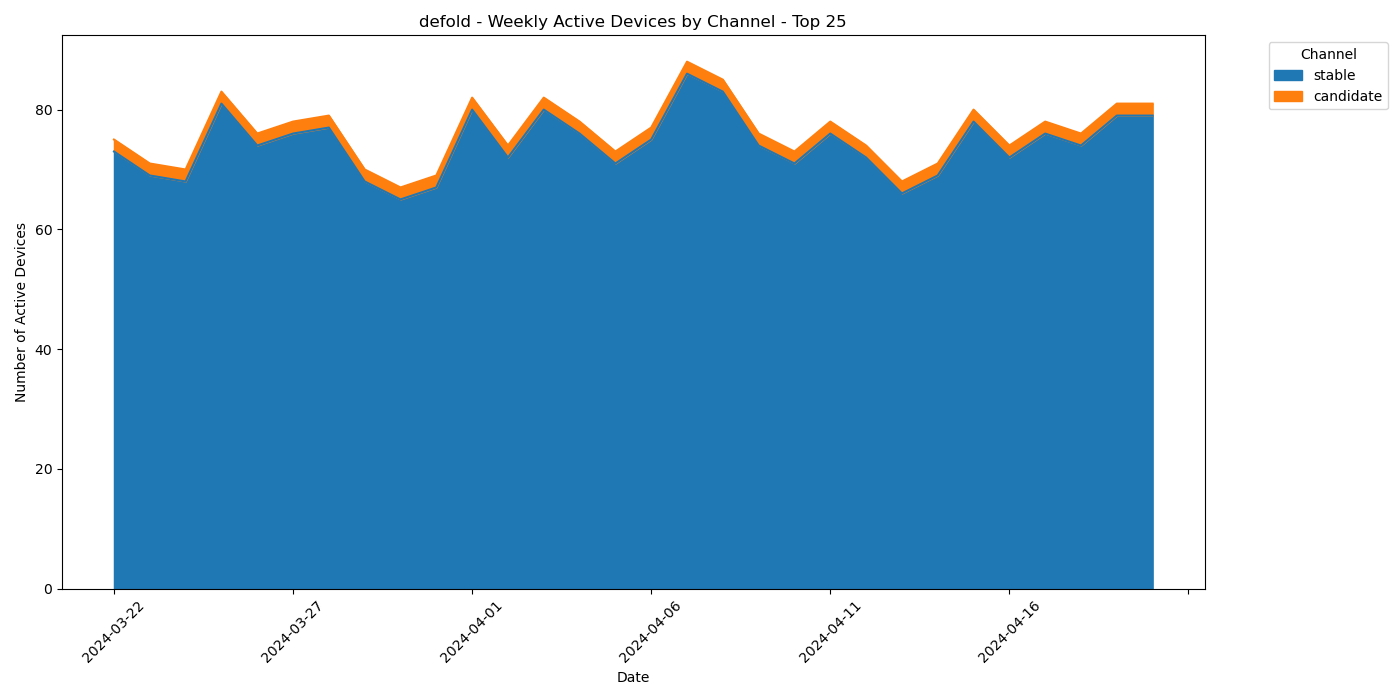 defold - Weekly Active Devices by Channel - Top 25
Channel
stable
candidate
Number of Active Devices
80
60
40
20
0
2024-03-22
2024-03-27
2024-04-01
2024-04-06
2024-04-11
2024-04-16
Date